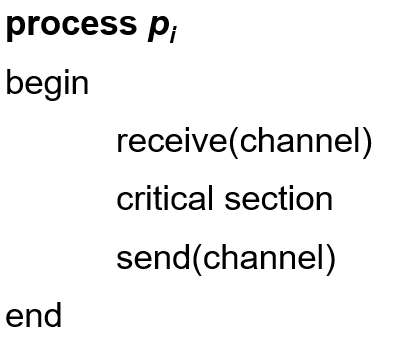 process pi
begin
receive(channel)
critical section
send(channel)
end